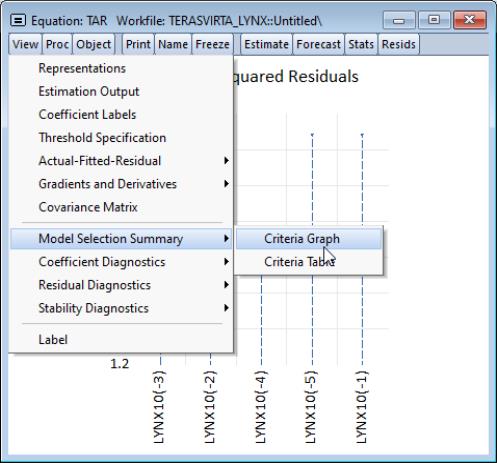 Equation: TAR Workfile: TERASVIRTA_LYNX::Untitled\
View Proc Object Print Name Freeze Estimate Forecast Stats Resids
quared Residuals
Representations
Estimation Output
Coefficient Labels
Threshold Specification
Actual-Fitted-Residual
Gradients and Derivatives
Covariance Matrix
Model Selection Summary
Criteria Graph
Coefficient Diagnostics
Criteria Table
Residual Diagnostics
Stability Diagnostics
Label
1.2
LYNX10(-3)
LYNX10(-2)
LYNX10(-4)
LYNX10(-5)
LYNX10(-1)